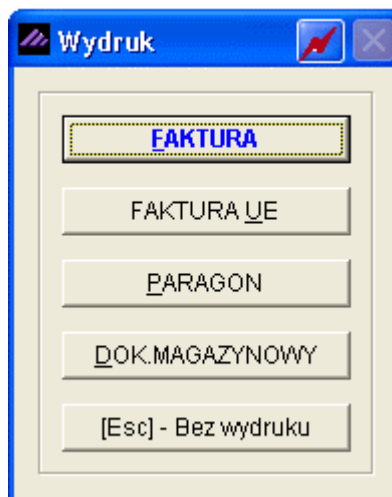 Wydruk
FAKTURA
FAKTURA UE
PARAGON
DOK.MAGAZYNOWY
[Esc] - Bez wydruku